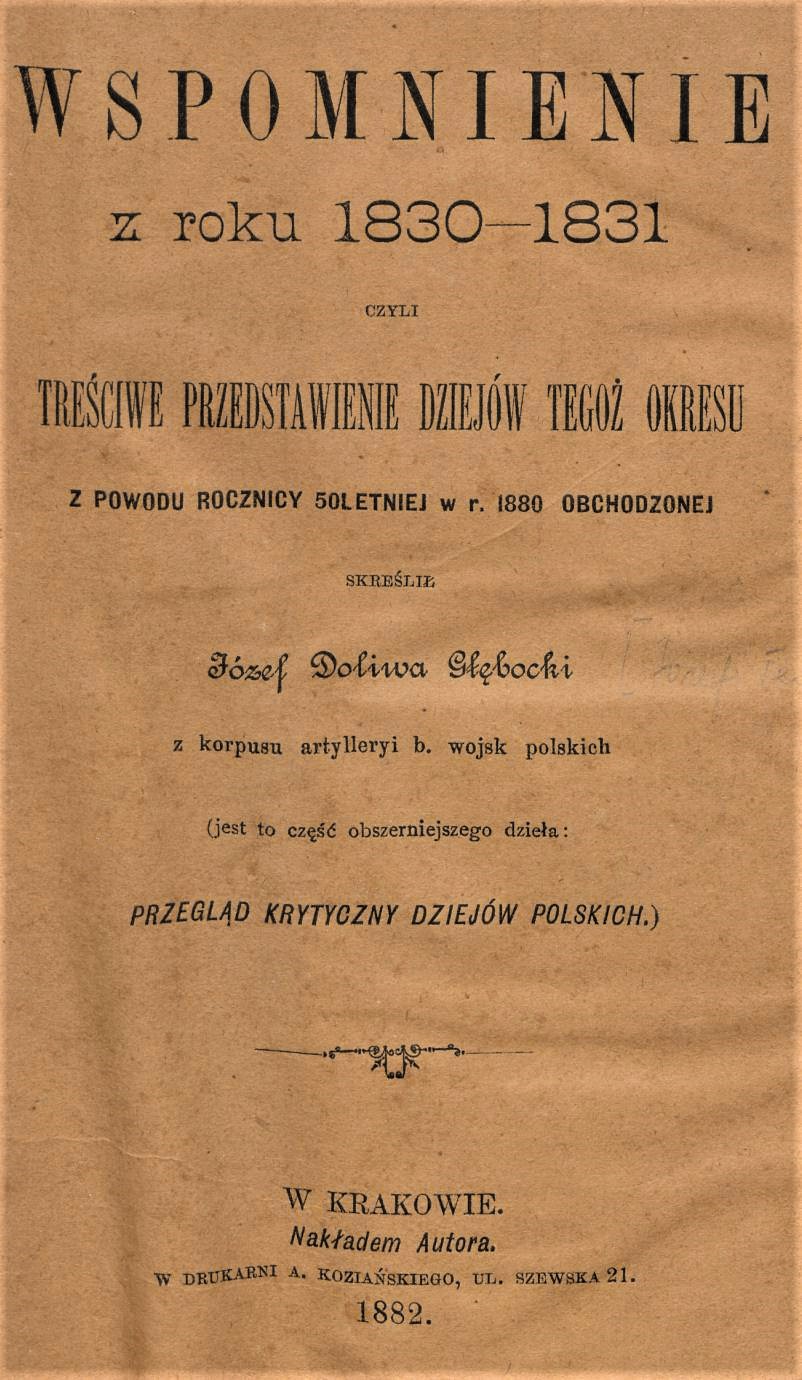 WSPOMNIENIE
z roku 1830—1831
CZYLI
TREŚCIWE PRZEDSTAWIENIE DZIEJÓW TEGOŻ OKRESU
Z POWODU ROCZNICY 50LETNIEJ w r. 1880 OBCHODZONEJ
SKREŚLIŁ
Józef Doliwa Głębocki
z korpusu artylleryi b. wojsk polskich
(jest to część obszerniejszego dzieła:
PRZEGLĄD KRYTYCZNY DZIEJÓW POLSKICH.)
W KRAKOWIE.
Nakładem Autora.
W DRUKARNI A. KOZIAŃSKIEGO, UL. SZEWSKA 21.
1882.